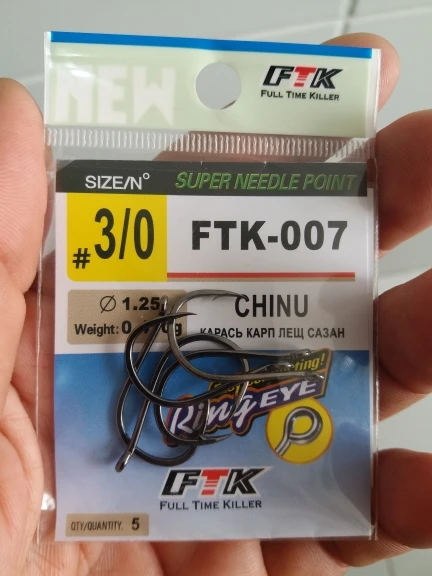 NEW
FTK
FULL TIME KILLER
SIZE/N° SUPER NEEDLE POINT
#3/0 FTK-007
Ø 1.25
Weight: CHINU
КАРАСЬ КАРП ЛЕЩ САЗАН
Ring EYE
FTK
FULL TIME KILLER
QTY/QUANTITY. 5